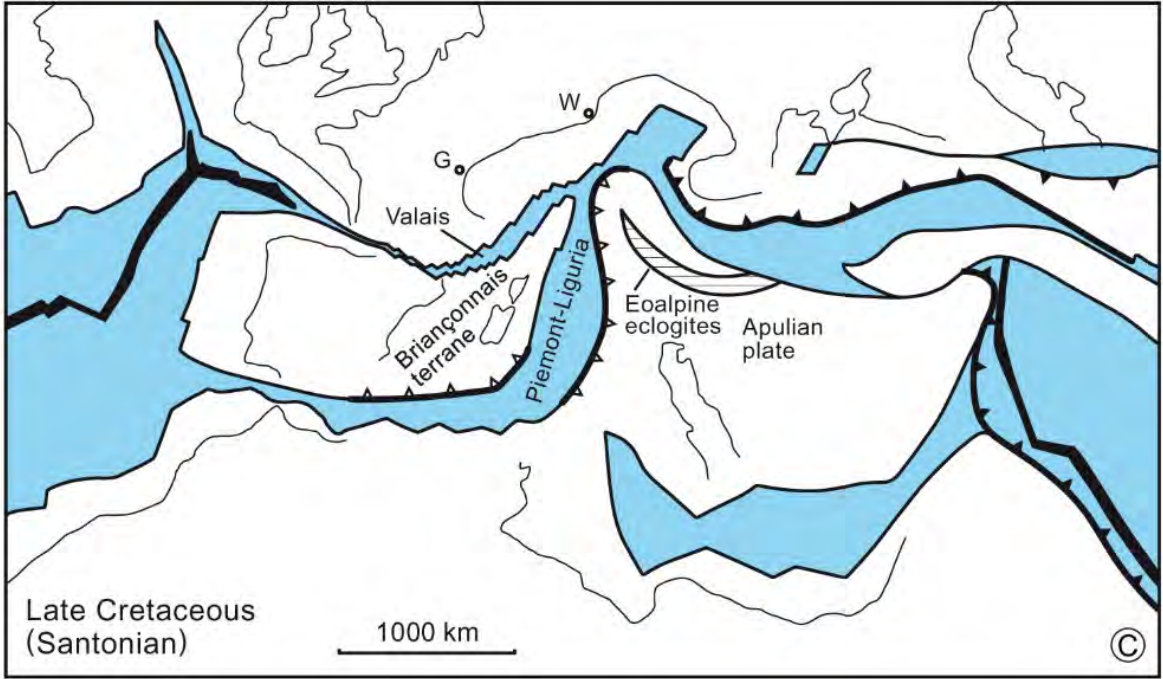 W
G
Valais
Briançonnais
terrane
Piemont-Liguria
Eoalpine
eclogites
Apulian
plate
Late Cretaceous
(Santonian)
1000 km
C